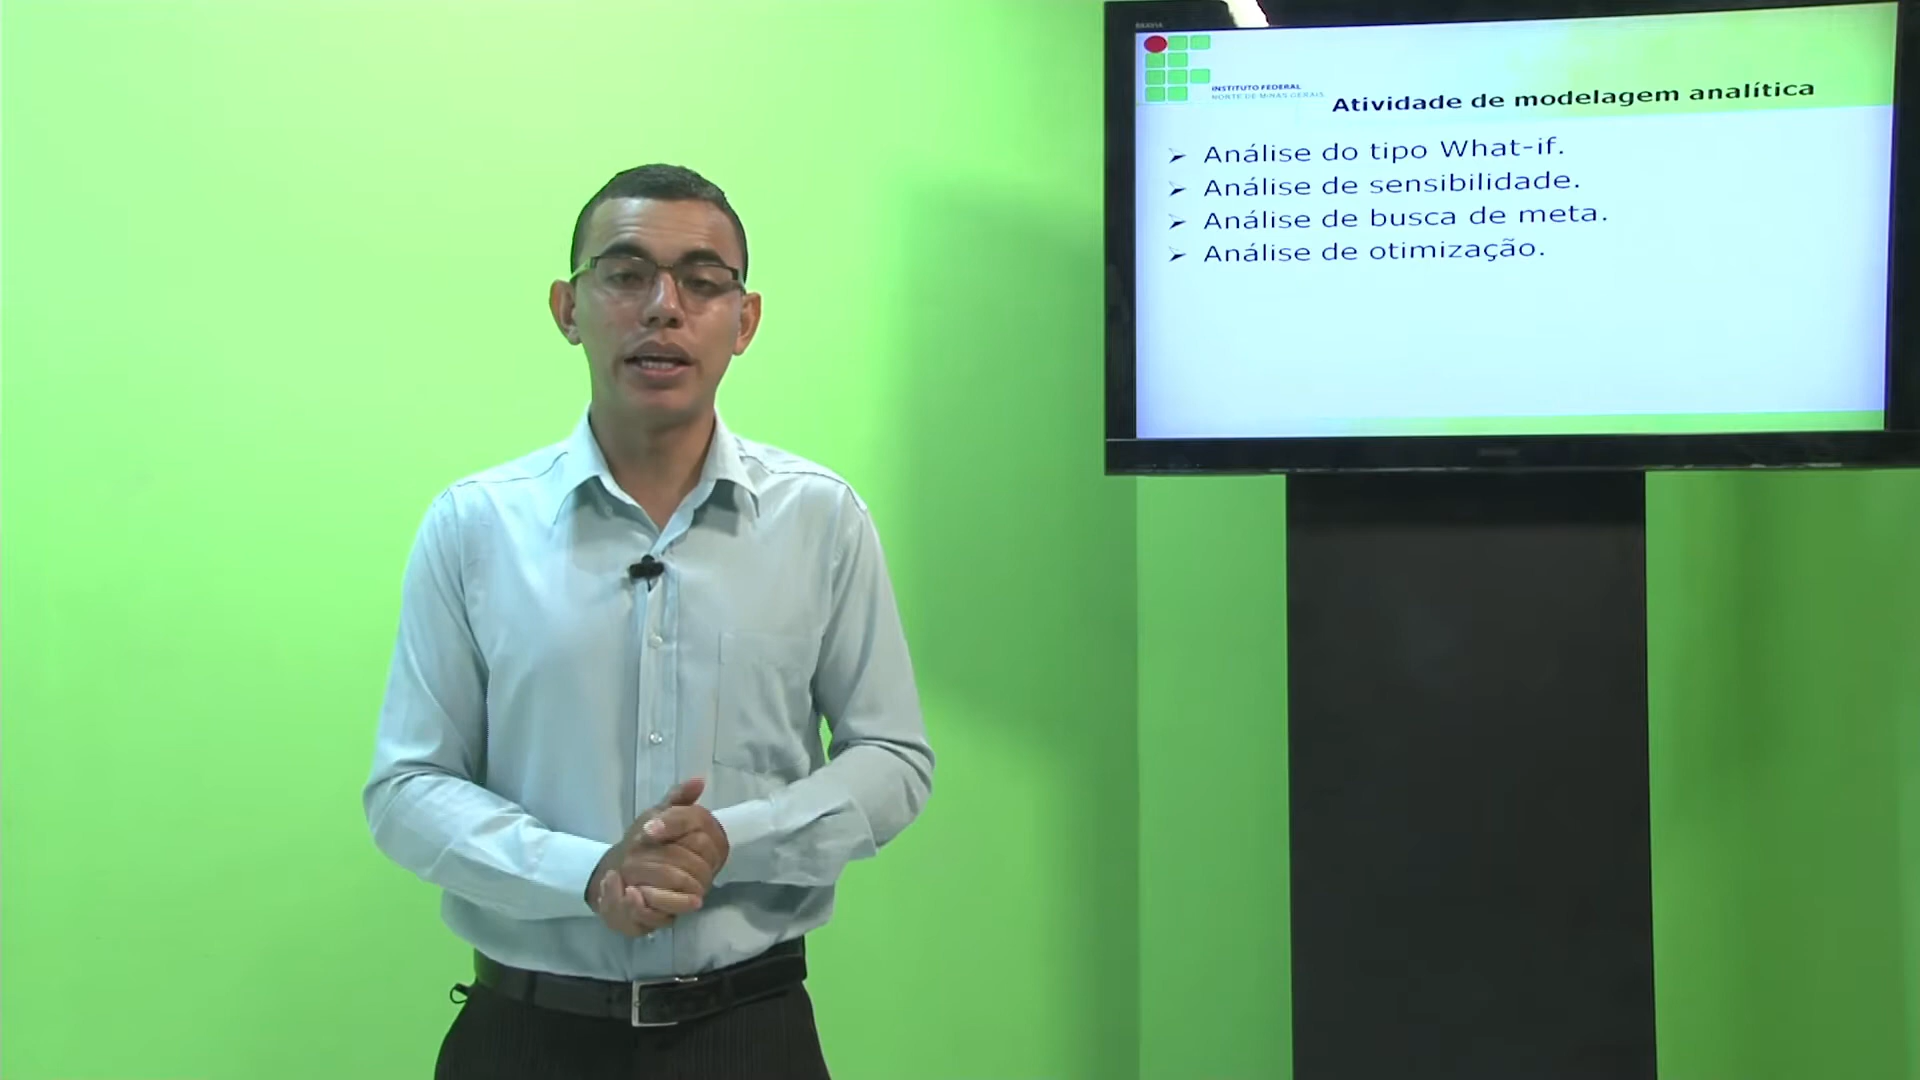 INSTITUTO FEDERAL
NORTE DE MINAS GERAIS
Atividade de modelagem analítica
Análise do tipo What-if.
Análise de sensibilidade.
Análise de busca de meta.
Análise de otimização.